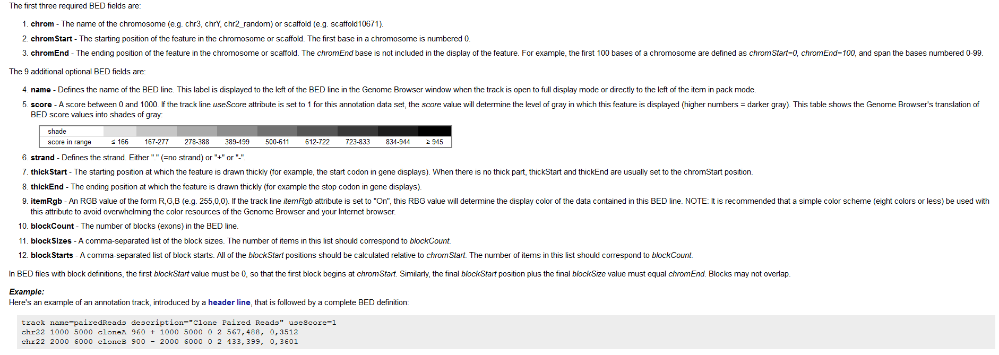 The first three required BED fields are:
1. chrom - The name of the chromosome (e.g. chr3, chrY, chr2_random) or scaffold (e.g. scaffold10671).
2. chromStart - The starting position of the feature in the chromosome or scaffold. The first base in a chromosome is numbered 0.
3. chromEnd - The ending position of the feature in the chromosome or scaffold. The chromEnd base is not included in the display of the feature. For example, the first 100 bases of a chromosome are defined as chromStart=0, chromEnd=100, and span the bases numbered 0-99.
The 9 additional optional BED fields are:
4. name - Defines the name of the BED line. This label is displayed to the left of the BED line in the Genome Browser window when the track is open to full display mode or directly to the left of the item in pack mode.
5. score - A score between 0 and 1000. If the track line useScore attribute is set to 1 for this annotation data set, the score value will determine the level of gray in which this feature is displayed (higher numbers = darker gray). This table shows the Genome Browser's translation of
BED score values into shades of gray:
shade
score in range ≤ 166 167-277 278-388 389-499 500-611 612-722 723-833 834-944 ≥ 945
6. strand - Defines the strand. Either "." (=no strand) or "+" or "-".
7. thickStart - The starting position at which the feature is drawn thickly (for example, the start codon in gene displays). When there is no thick part, thickStart and thickEnd are usually set to the chromStart position.
8. thickEnd - The ending position at which the feature is drawn thickly (for example the stop codon in gene displays).
9. itemRgb - An RGB value of the form R,G,B (e.g. 255,0,0). If the track line itemRgb attribute is set to "On", this RBG value will determine the display color of the data contained in this BED line. NOTE: It is recommended that a simple color scheme (eight colors or less) be used with
this attribute to avoid overwhelming the color resources of the Genome Browser and your Internet browser.
10. blockCount - The number of blocks (exons) in the BED line.
11. blockSizes - A comma-separated list of the block sizes. The number of items in this list should correspond to blockCount.
12. blockStarts - A comma-separated list of block starts. All of the blockStart positions should be calculated relative to chromStart. The number of items in this list should correspond to blockCount.
In BED files with block definitions, the first blockStart value must be 0, so that the first block begins at chromStart. Similarly, the final blockStart position plus the final blockSize value must equal chromEnd. Blocks may not overlap.
Example:
Here's an example of an annotation track, introduced by a header line, that is followed by a complete BED definition:
track name=pairedReads description="Clone Paired Reads" useScore=1
chr22 1000 5000 cloneA 960 + 1000 5000 0 2 567,488, 0,3512
chr22 2000 6000 cloneB 900 - 2000 6000 0 2 433,399, 0,3601